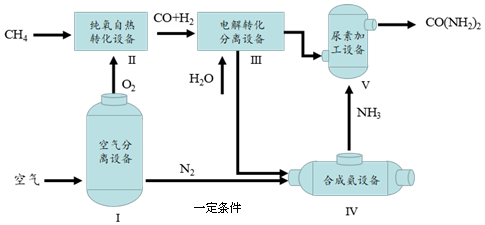 纯氧自热
转化设备
CO+H₂
电解转化
分离设备
尿素加
工设备
CO(NH₂)₂
CH₄
II
III
V
O₂
H₂O
NH₃
空气分
离设备
空气
N₂
合成氨设备
I
一定条件
IV